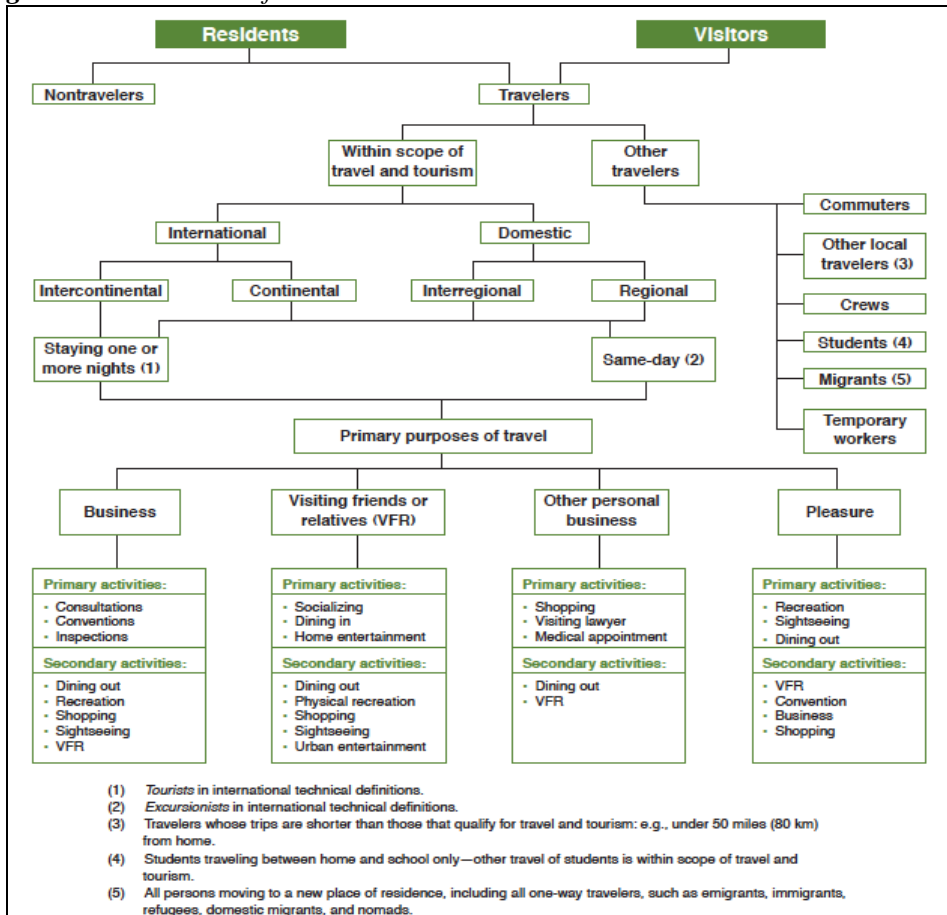 Residents
Visitors
Nontravelers
Travelers
Within scope of
travel and tourism
Other
travelers
Commuters
International
Domestic
Other local
travelers (3)
Intercontinental
Continental
Interregional
Regional
Crews
Staying one or
more nights (1)
Same-day (2)
Students (4)
Migrants (5)
Temporary
workers
Primary purposes of travel
Business
Visiting friends or
relatives (VFR)
Other personal
business
Pleasure
Primary activities:
• Consultations
• Conventions
• Inspections
Secondary activities:
• Dining out
• Recreation
• Shopping
• Sightseeing
• VFR
Primary activities:
• Socializing
• Dining in
• Home entertainment
Secondary activities:
• Dining out
• Physical recreation
• Shopping
• Sightseeing
• Urban entertainment
Primary activities:
• Shopping
• Visiting lawyer
• Medical appointment
Secondary activities:
• Dining out
• VFR
Primary activities:
• Recreation
• Sightseeing
• Dining out
Secondary activities:
• VFR
• Convention
• Business
• Shopping
(1) Tourists in international technical definitions.
(2) Excursionists in international technical definitions.
(3) Travelers whose trips are shorter than those that qualify for travel and tourism: e.g., under 50 miles (80 km)
from home.
(4) Students traveling between home and school only—other travel of students is within scope of travel and
tourism.
(5) All persons moving to a new place of residence, including all one-way travelers, such as emigrants, immigrants,
refugees, domestic migrants, and nomads.